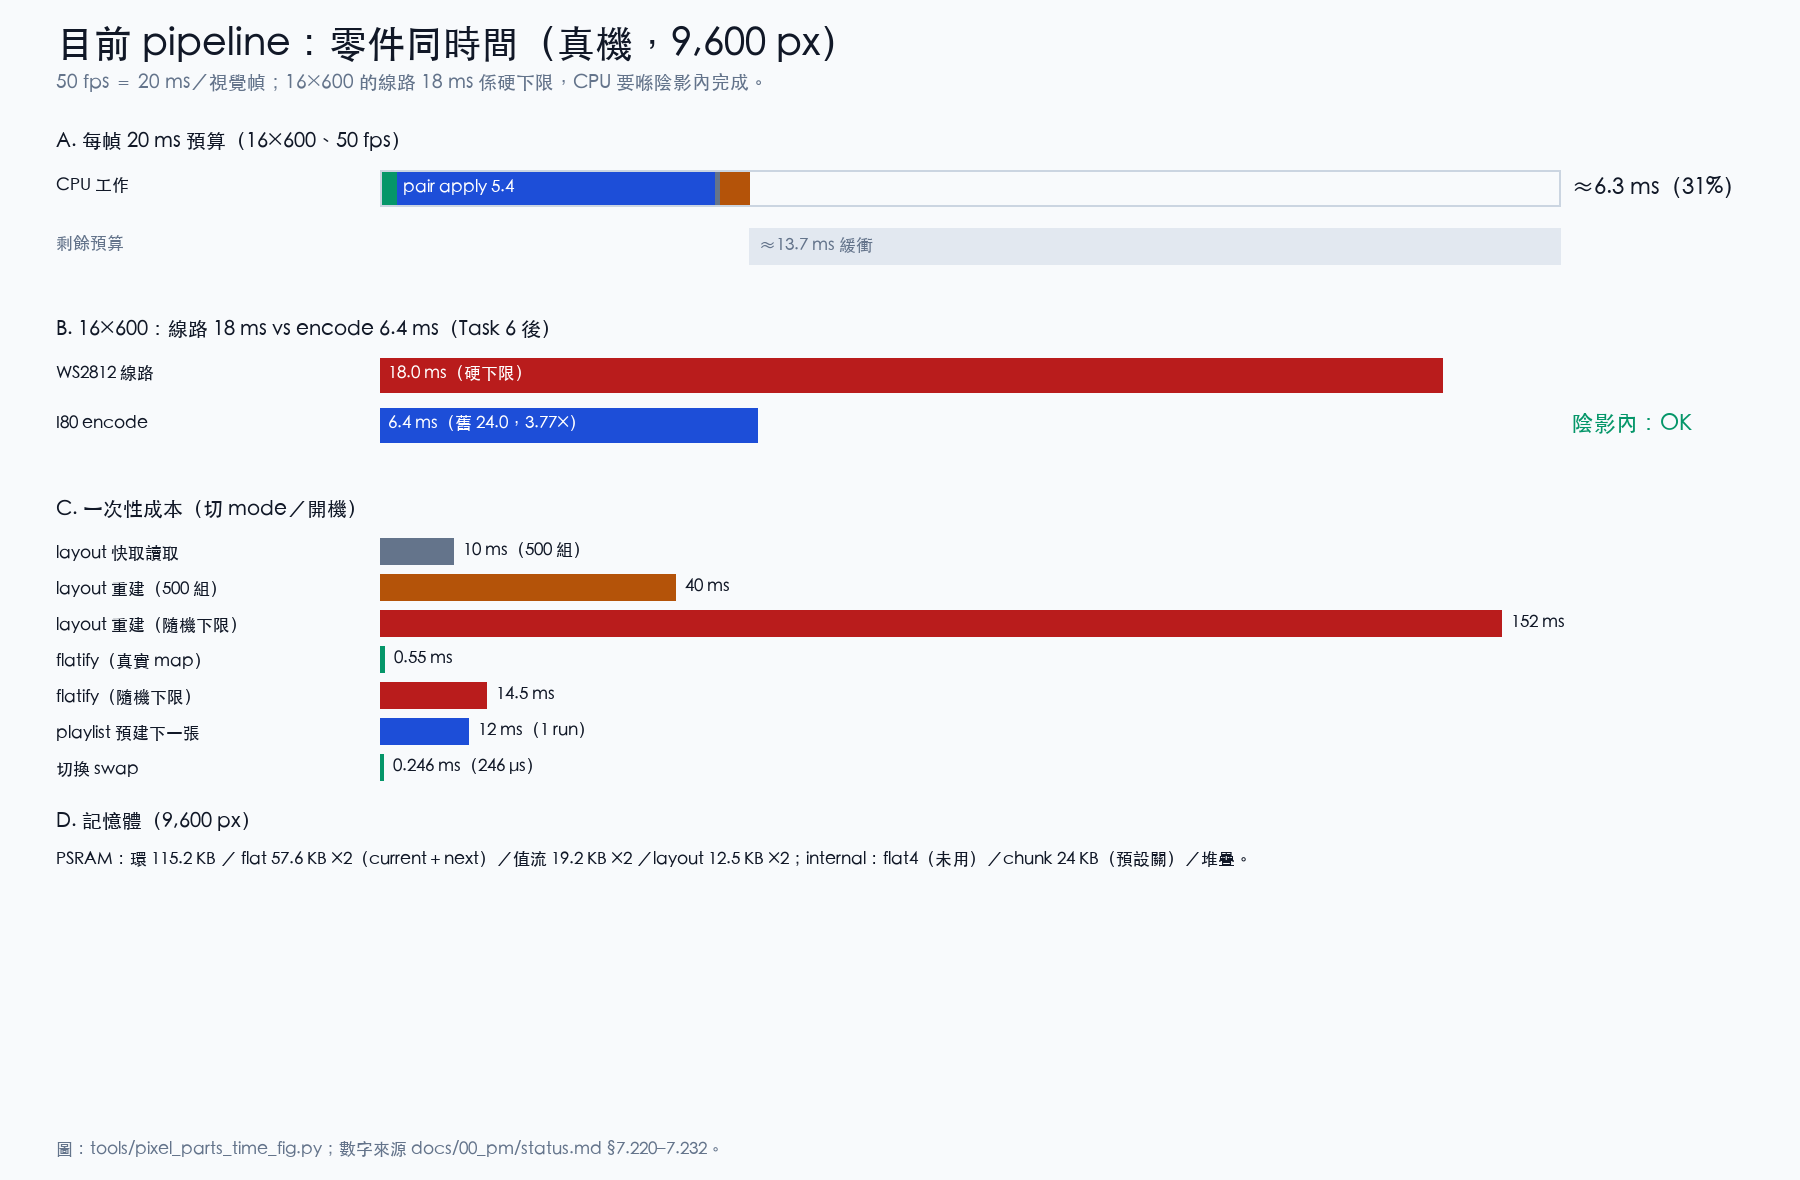 目前 pipeline：零件同時間（真機，9,600 px）
50 fps ＝ 20 ms／視覺幀；16×600 的線路 18 ms 係硬下限，CPU 要喺陰影內完成。
A. 每幀 20 ms 預算（16×600、50 fps）
CPU 工作
pair apply 5.4
≈6.3 ms（31%）
剩餘預算
≈13.7 ms 緩衝
B. 16×600：線路 18 ms vs encode 6.4 ms（Task 6 後）
WS2812 線路
18.0 ms（硬下限）
I80 encode
6.4 ms（舊 24.0，3.77×）
陰影內：OK
C. 一次性成本（切 mode／開機）
layout 快取讀取
10 ms（500 組）
layout 重建（500 組）
40 ms
layout 重建（隨機下限）
152 ms
flatify（真實 map）
0.55 ms
flatify（隨機下限）
14.5 ms
playlist 預建下一張
12 ms（1 run）
切換 swap
0.246 ms（246 µs）
D. 記憶體（9,600 px）
PSRAM：環 115.2 KB ／ flat 57.6 KB ×2（current＋next）／值流 19.2 KB ×2 ／layout 12.5 KB ×2；internal：flat4（未用）／chunk 24 KB（預設關）／堆疊。
圖：tools/pixel_parts_time_fig.py；數字來源 docs/00_pm/status.md §7.220–7.232。